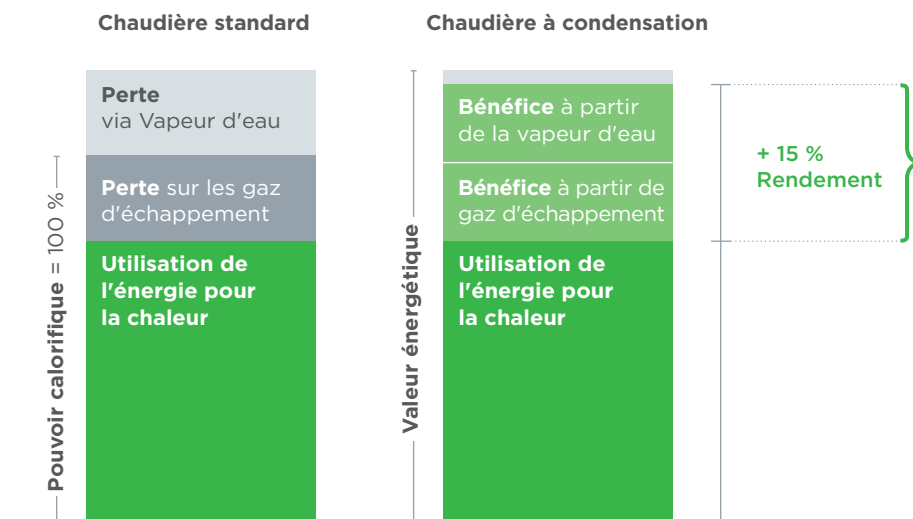 Chaudière standard
Chaudière à condensation
Perte
via Vapeur d'eau
Perte sur les gaz
d'échappement
Utilisation de
l'énergie pour
la chaleur
Pouvoir calorifique = 100 %
Bénéfice à partir
de la vapeur d'eau
Bénéfice à partir de
gaz d'échappement
Utilisation de
l'énergie pour
la chaleur
Valeur énergétique
+ 15 %
Rendement